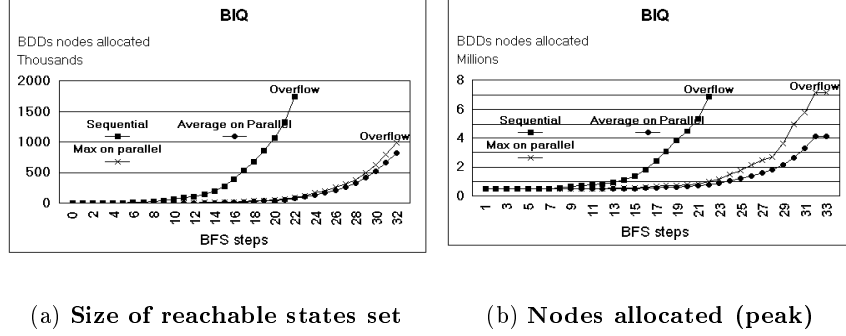 BIQ
BDDs nodes allocated
Thousands
2000
1500
1000
500
0
Overflow
Sequential
Average on Parallel
Max on parallel
Overflow
0 2 4 6 8 10 12 14 16 18 20 22 24 26 28 30 32
BFS steps
BIQ
BDDs nodes allocated
Millions
8
6
4
2
0
Overflow
Overflow
Sequential
Average on Parallel
Max on parallel
1 3 5 7 9 11 13 15 17 19 21 23 25 27 29 31 33
BFS steps
(a) Size of reachable states set
(b) Nodes allocated (peak)